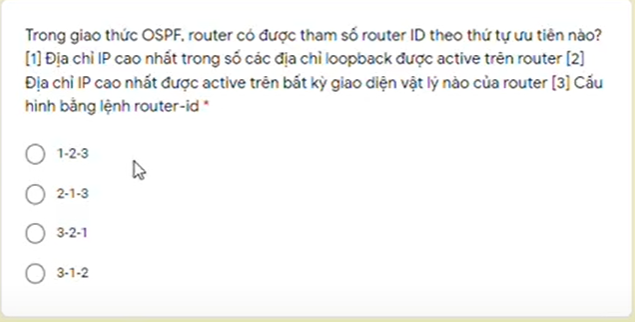 Trong giao thức OSPF, router có được tham số router ID theo thứ tự ưu tiên nào?
[1] Địa chỉ IP cao nhất trong số các địa chỉ loopback được active trên router [2]
Địa chỉ IP cao nhất được active trên bất kỳ giao diện vật lý nào của router [3] Cấu
hình bằng lệnh router-id *
1-2-3
2-1-3
3-2-1
3-1-2